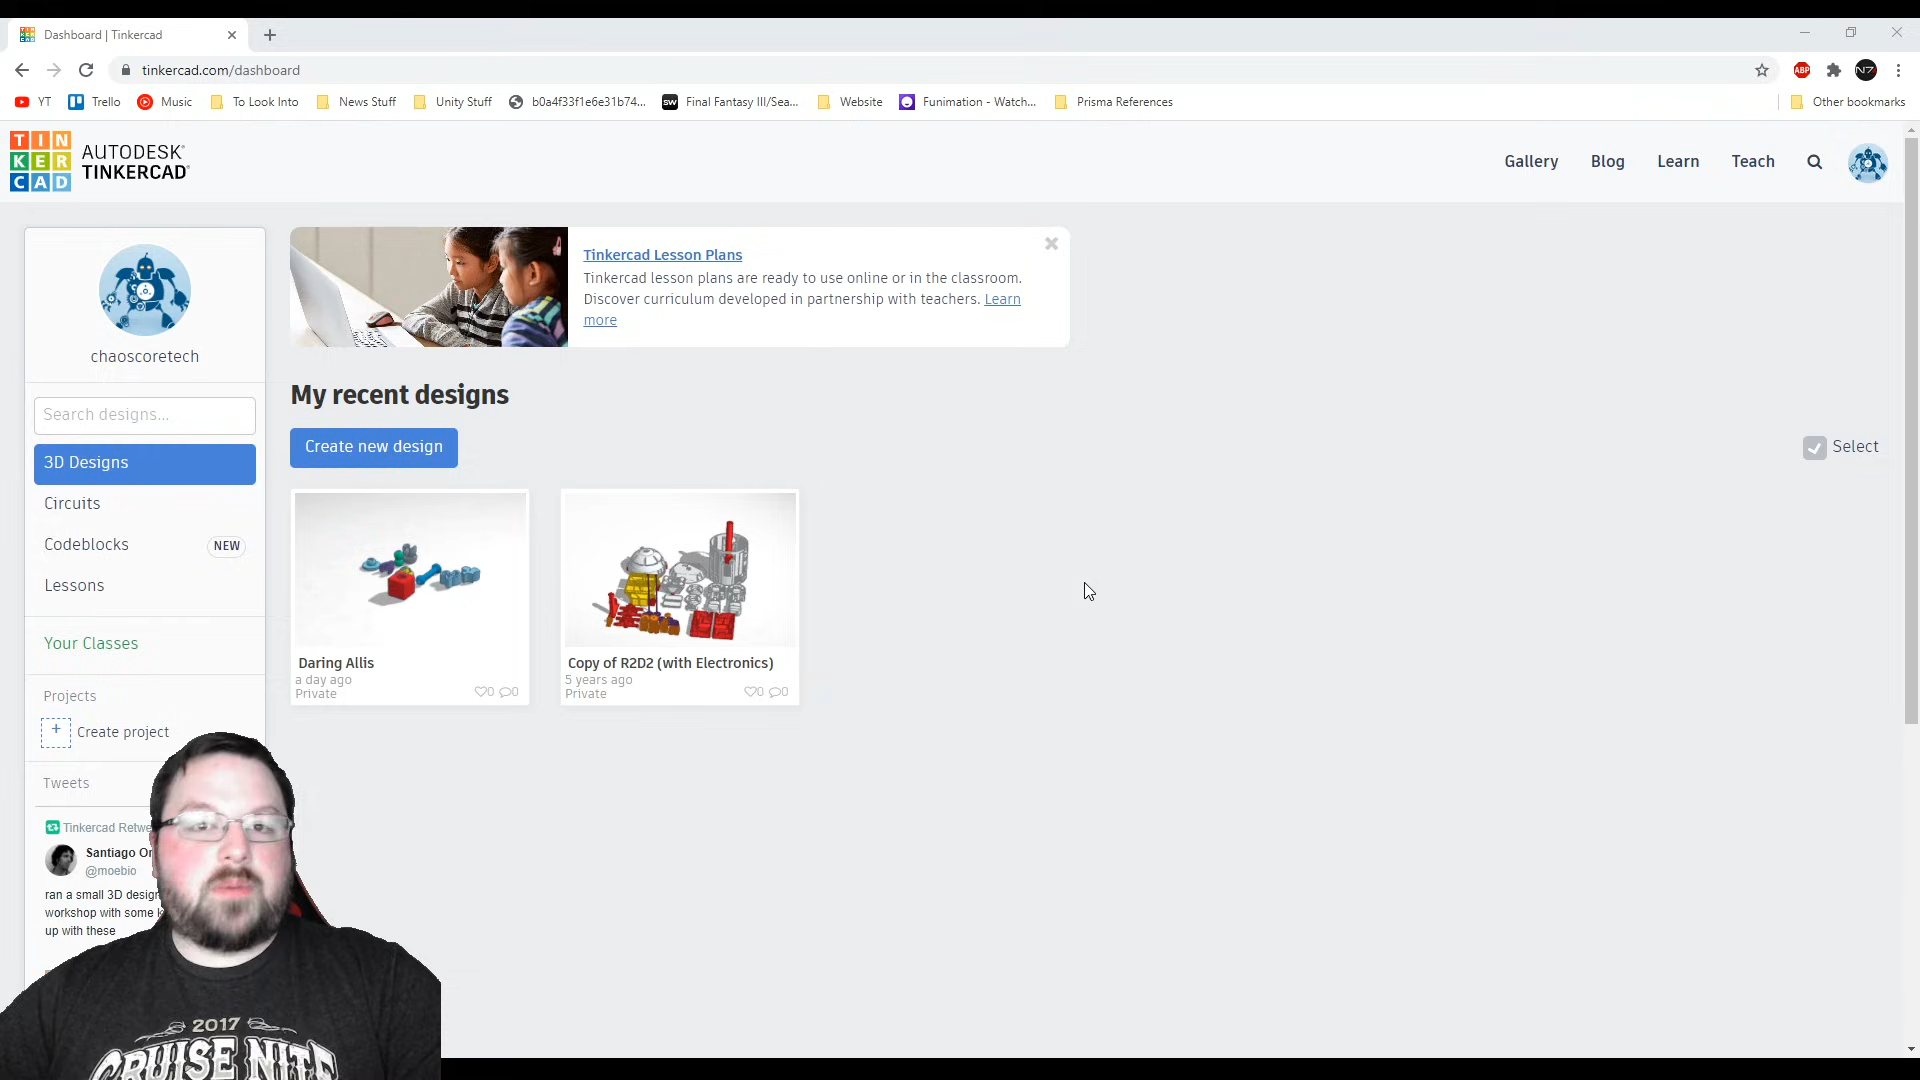 Dashboard | Tinkercad
tinkercad.com/dashboard
ABP
N7
YT
Trello
Music
To Look Into
News Stuff
Unity Stuff
b0a4f33f1e6e31b74...
SW
Final Fantasy III/Sea...
Website
Funimation - Watch...
Prisma References
Other bookmarks
TIN
KER
CAD
AUTODESK®
TINKERCAD®
Gallery
Blog
Learn
Teach
chaoscoretech
Search designs...
3D Designs
Circuits
Codeblocks
NEW
Lessons
Your Classes
Projects
+ Create project
Tweets
Tinkercad Retwe
Santiago Or
@moebio
ran a small 3D design
workshop with some k
up with these
Tinkercad Lesson Plans
Tinkercad lesson plans are ready to use online or in the classroom.
Discover curriculum developed in partnership with teachers. Learn
more
My recent designs
Create new design
Select
Daring Allis
a day ago
Private
0 0
Copy of R2D2 (with Electronics)
5 years ago
Private
0 0
2017
CRUISE NITE